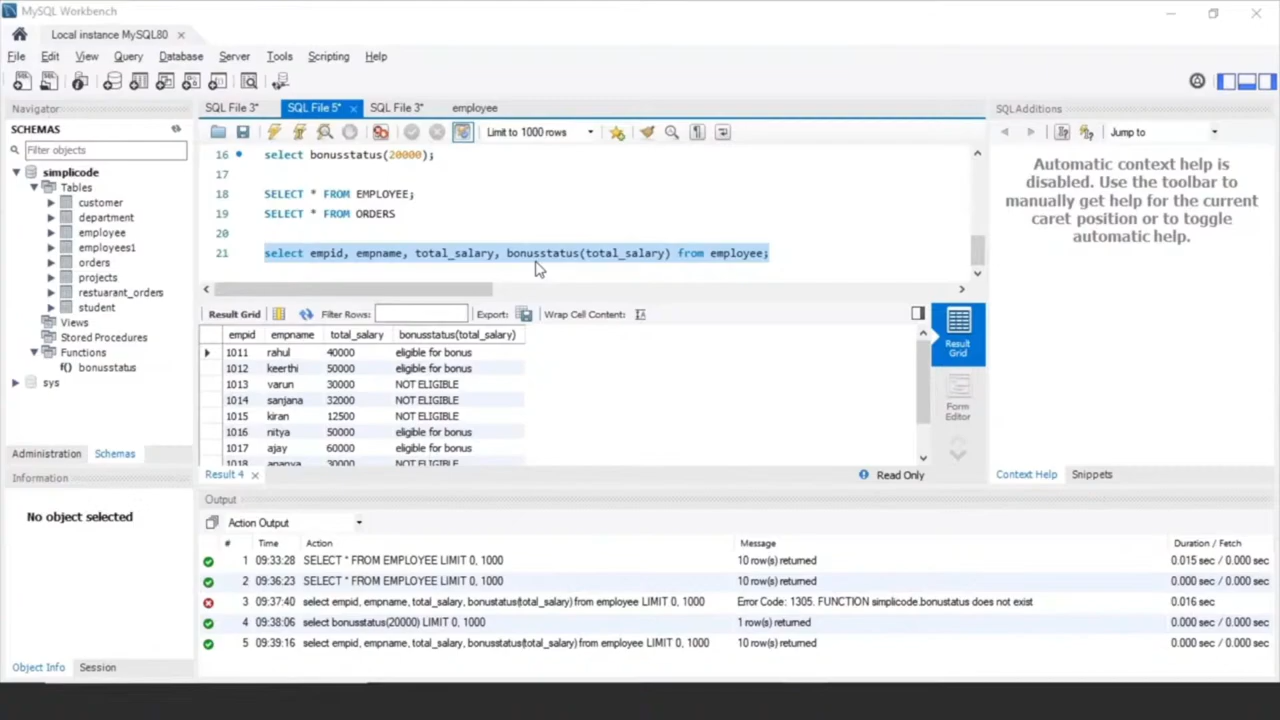 MySQL Workbench
Local instance MySQL80
File Edit View Query Database Server Tools Scripting Help
Navigator
SCHEMAS
Filter objects
simplicode
Tables
customer
department
employee
employees1
orders
projects
restuarant_orders
student
Views
Stored Procedures
Functions
f() bonusstatus
sys
Administration Schemas
Information
No object selected
Object Info Session
SQL File 3* SQL File 5* SQL File 3* employee
Limit to 1000 rows
16 select bonusstatus(20000);
17
18 SELECT * FROM EMPLOYEE;
19 SELECT * FROM ORDERS
20
21 select empid, empname, total_salary, bonusstatus(total_salary) from employee;
Result Grid Filter Rows: Export: Wrap Cell Content:
empid empname total_salary bonusstatus(total_salary)
1011 rahul 40000 eligible for bonus
1012 keerthi 50000 eligible for bonus
1013 varun 30000 NOT ELIGIBLE
1014 sanjana 32000 NOT ELIGIBLE
1015 kiran 12500 NOT ELIGIBLE
1016 nitya 50000 eligible for bonus
1017 ajay 60000 eligible for bonus
1018 ananya 30000 NOT ELIGIBLE
Result
Grid
Form
Editor
Result 4
Read Only
SQL Additions
Jump to
Automatic context help is
disabled. Use the toolbar to
manually get help for the current
caret position or to toggle
automatic help.
Context Help Snippets
Output
Action Output
# Time Action Message Duration / Fetch
1 09:33:28 SELECT * FROM EMPLOYEE LIMIT 0, 1000 10 row(s) returned 0.015 sec / 0.000 sec
2 09:36:23 SELECT * FROM EMPLOYEE LIMIT 0, 1000 10 row(s) returned 0.000 sec / 0.000 sec
3 09:37:40 select empid, empname, total_salary, bonustatus(total_salary) from employee LIMIT 0, 1000 Error Code: 1305. FUNCTION simplicode.bonustatus does not exist 0.016 sec
4 09:38:06 select bonusstatus(20000) LIMIT 0, 1000 1 row(s) returned 0.000 sec / 0.000 sec
5 09:39:16 select empid, empname, total_salary, bonusstatus(total_salary) from employee LIMIT 0, 1000 10 row(s) returned 0.000 sec / 0.000 sec